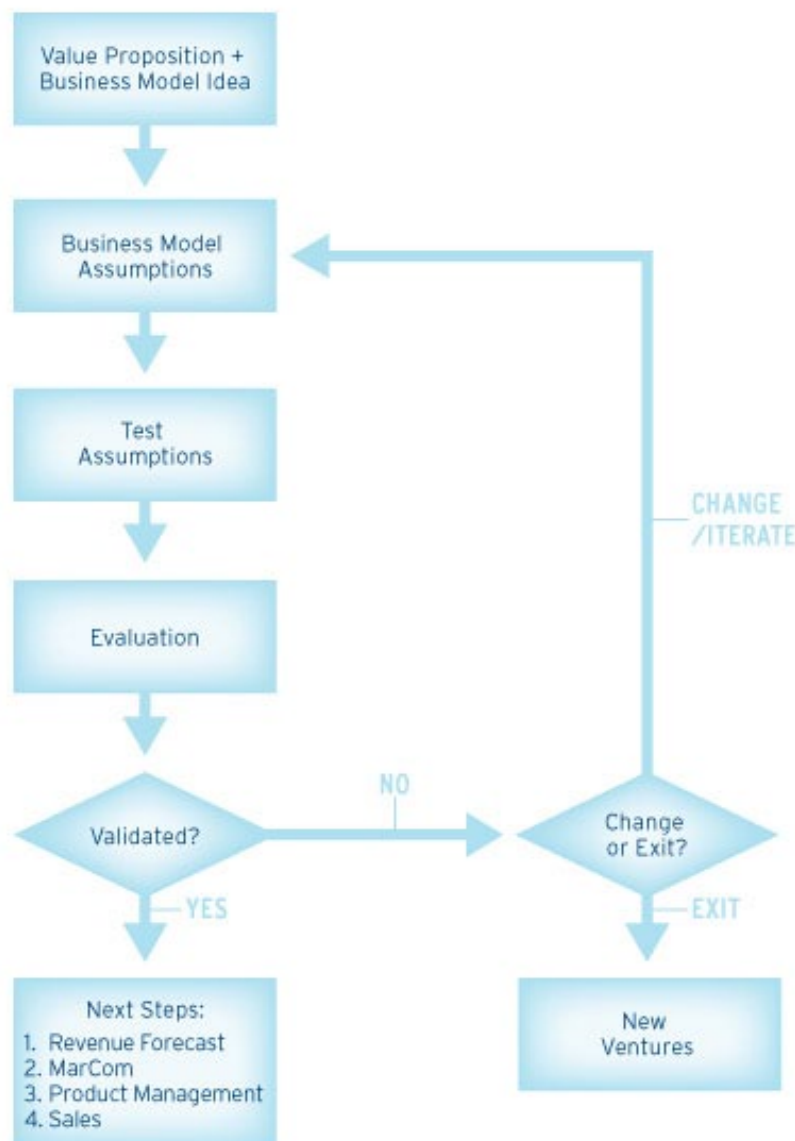 Value Proposition +
Business Model Idea
Business Model
Assumptions
Test
Assumptions
CHANGE
/ITERATE
Evaluation
NO
Validated?
Change
or Exit?
YES
EXIT
Next Steps:
1. Revenue Forecast
2. MarCom
3. Product Management
4. Sales
New
Ventures